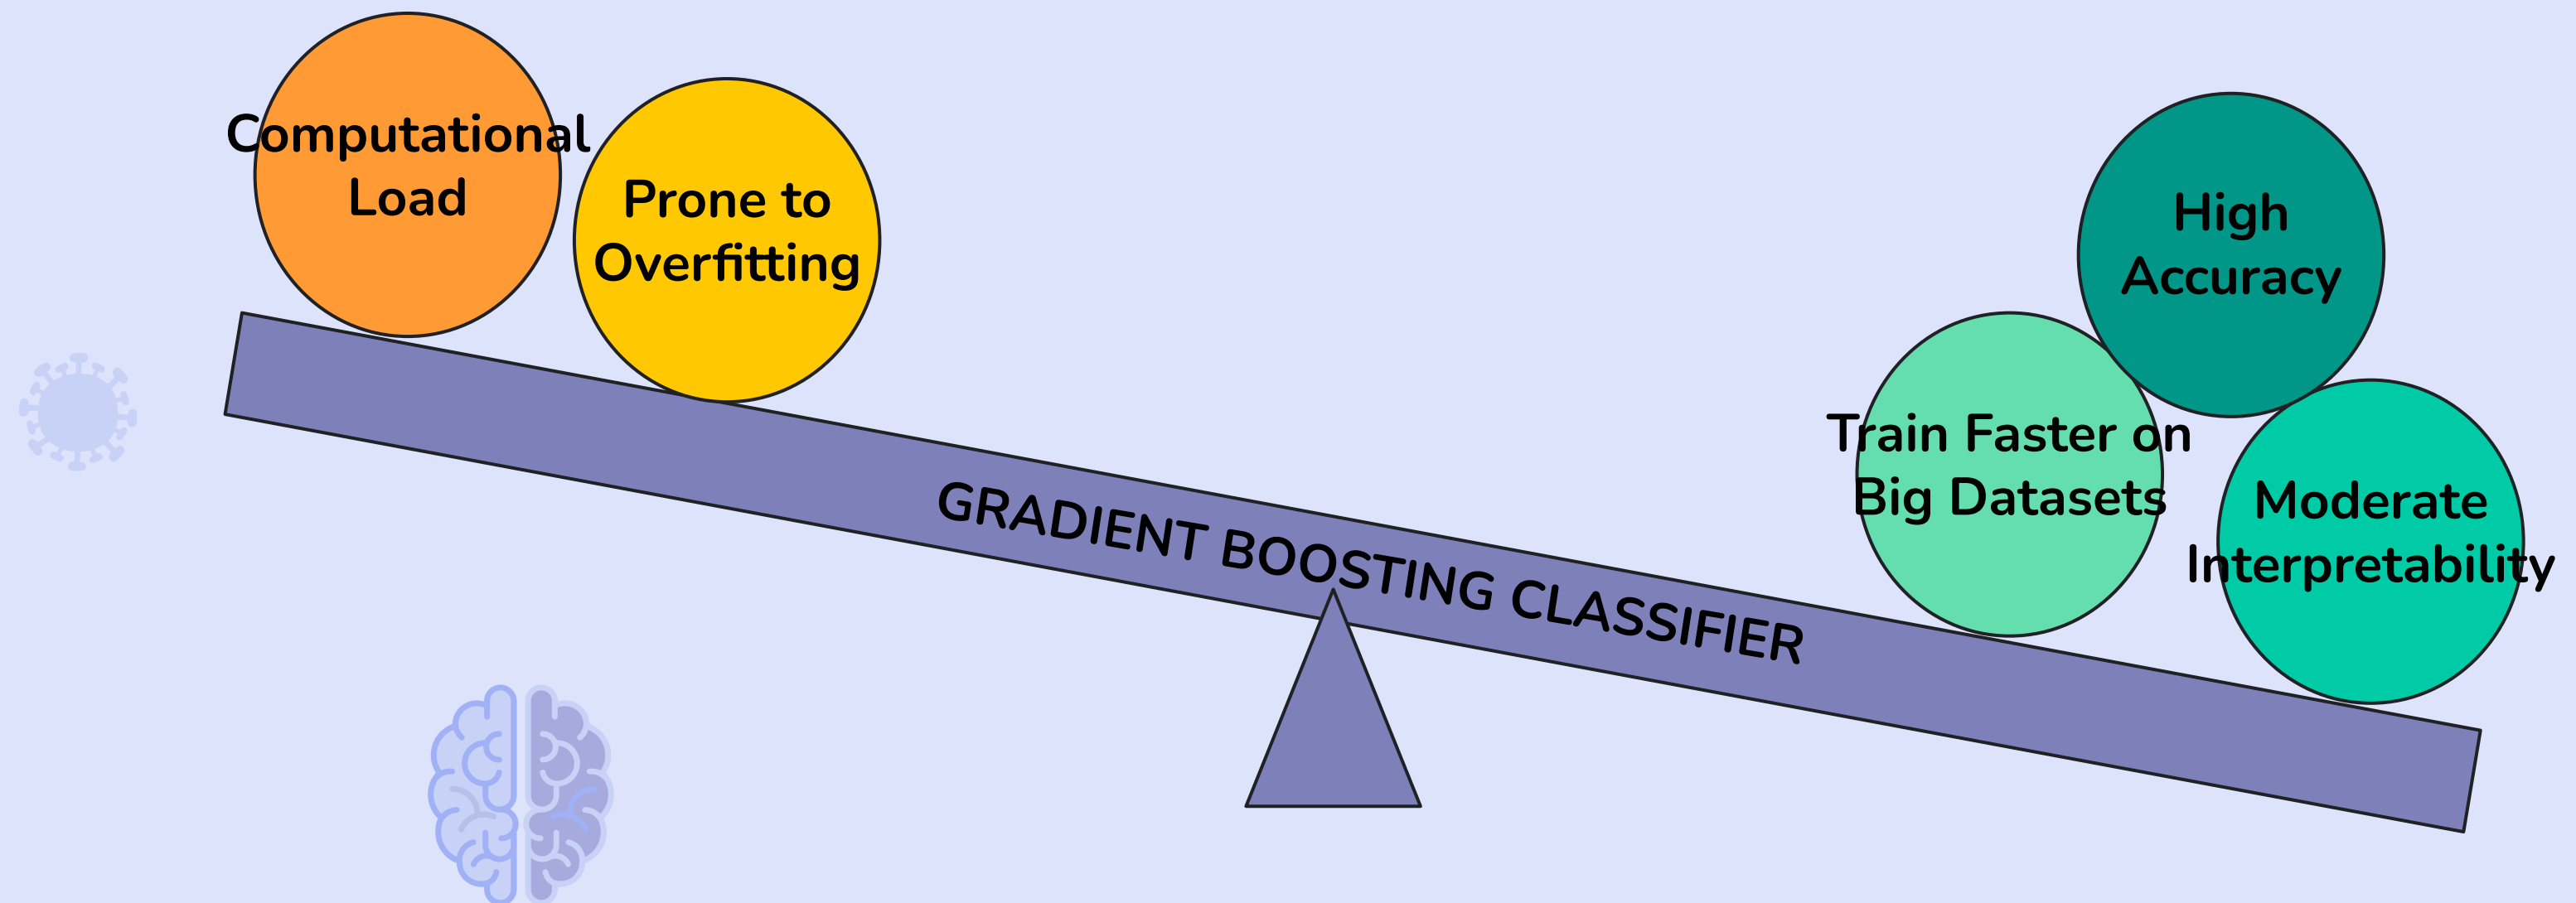 Computational
Load
Prone to
Overfitting
High
Accuracy
Train Faster on
Big Datasets
Moderate
Interpretability
GRADIENT BOOSTING CLASSIFIER